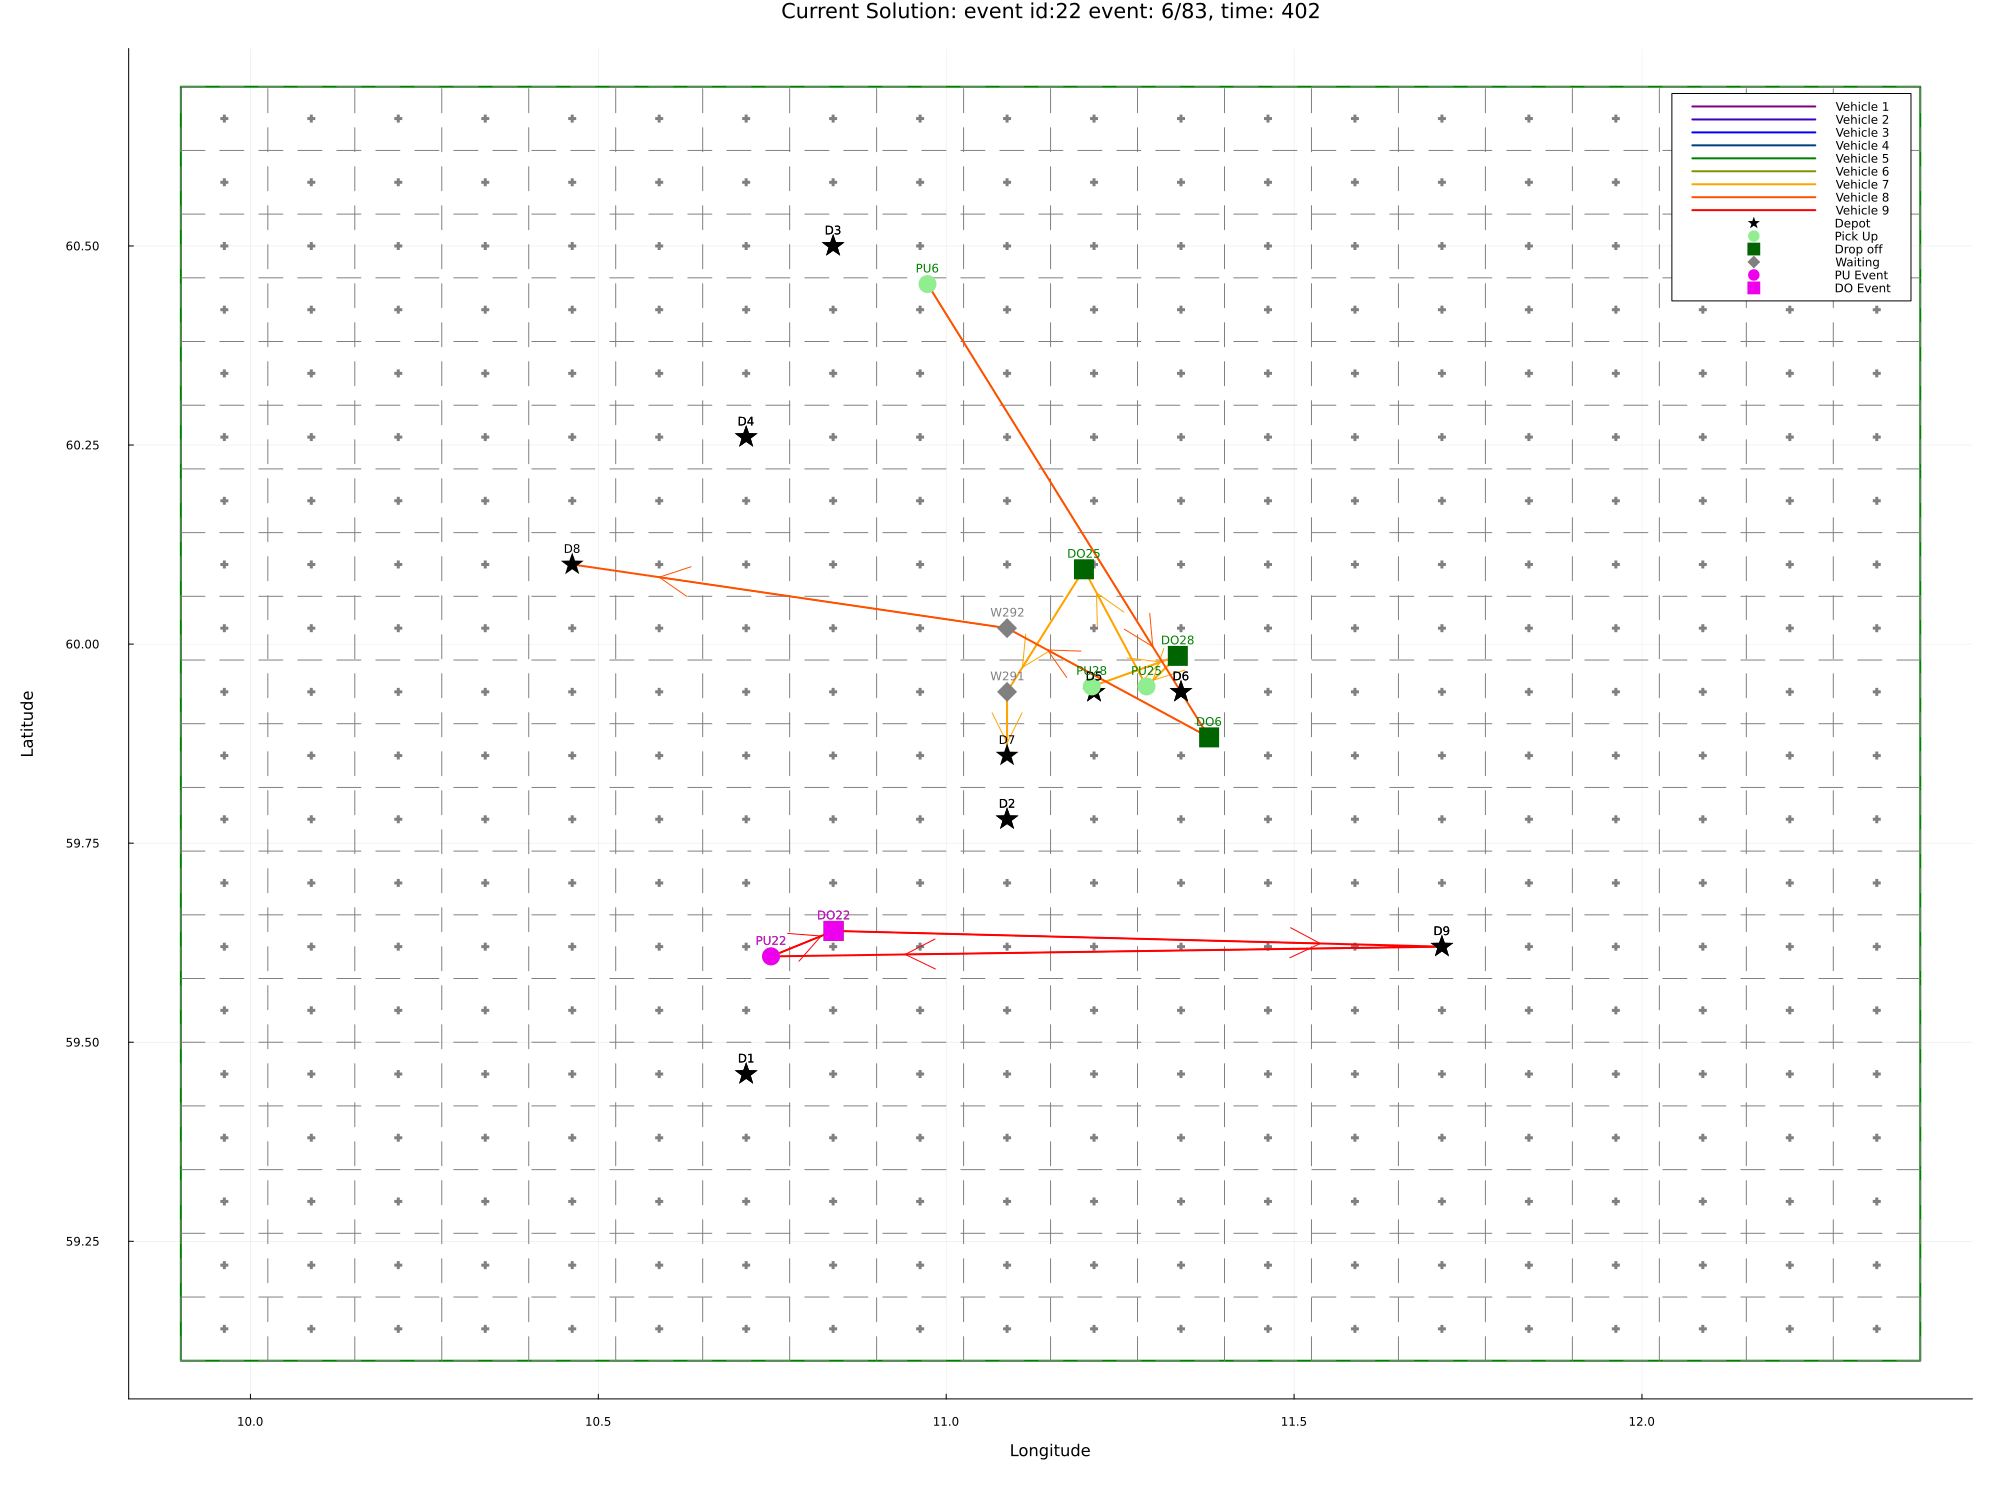 Current Solution: event id:22 event: 6/83, time: 402
Vehicle 1
Vehicle 2
Vehicle 3
Vehicle 4
Vehicle 5
Vehicle 6
Vehicle 7
Vehicle 8
Vehicle 9
Depot
Pick Up
Drop off
Waiting
PU Event
DO Event
D3
60.50
PU6
D4
60.25
D8
DO25
W292
60.00
DO28
W291
PU28
PU25
D5
D6
DO6
D7
D2
59.75
DO22
PU22
D9
59.50
D1
59.25
Latitude
10.0
10.5
11.0
11.5
12.0
Longitude